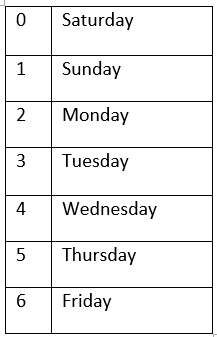 0 Saturday
1 Sunday
2 Monday
3 Tuesday
4 Wednesday
5 Thursday
6 Friday